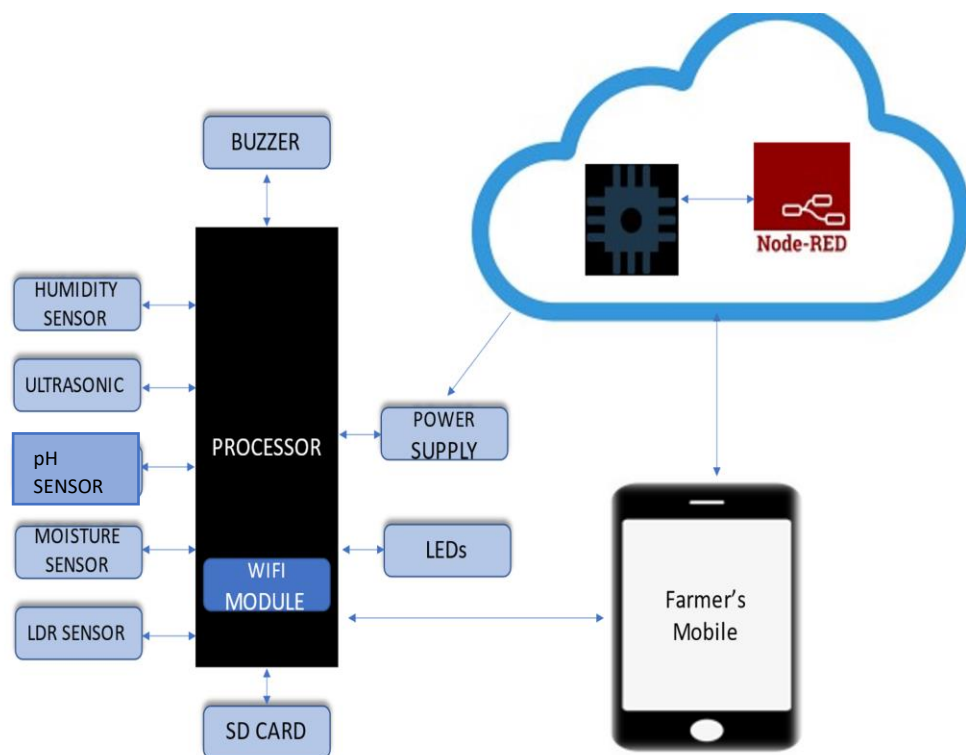 BUZZER
HUMIDITY
SENSOR
ULTRASONIC
pH
SENSOR
MOISTURE
SENSOR
LDR SENSOR
PROCESSOR
WIFI
MODULE
SD CARD
POWER
SUPPLY
LEDs
Node-RED
Farmer’s
Mobile